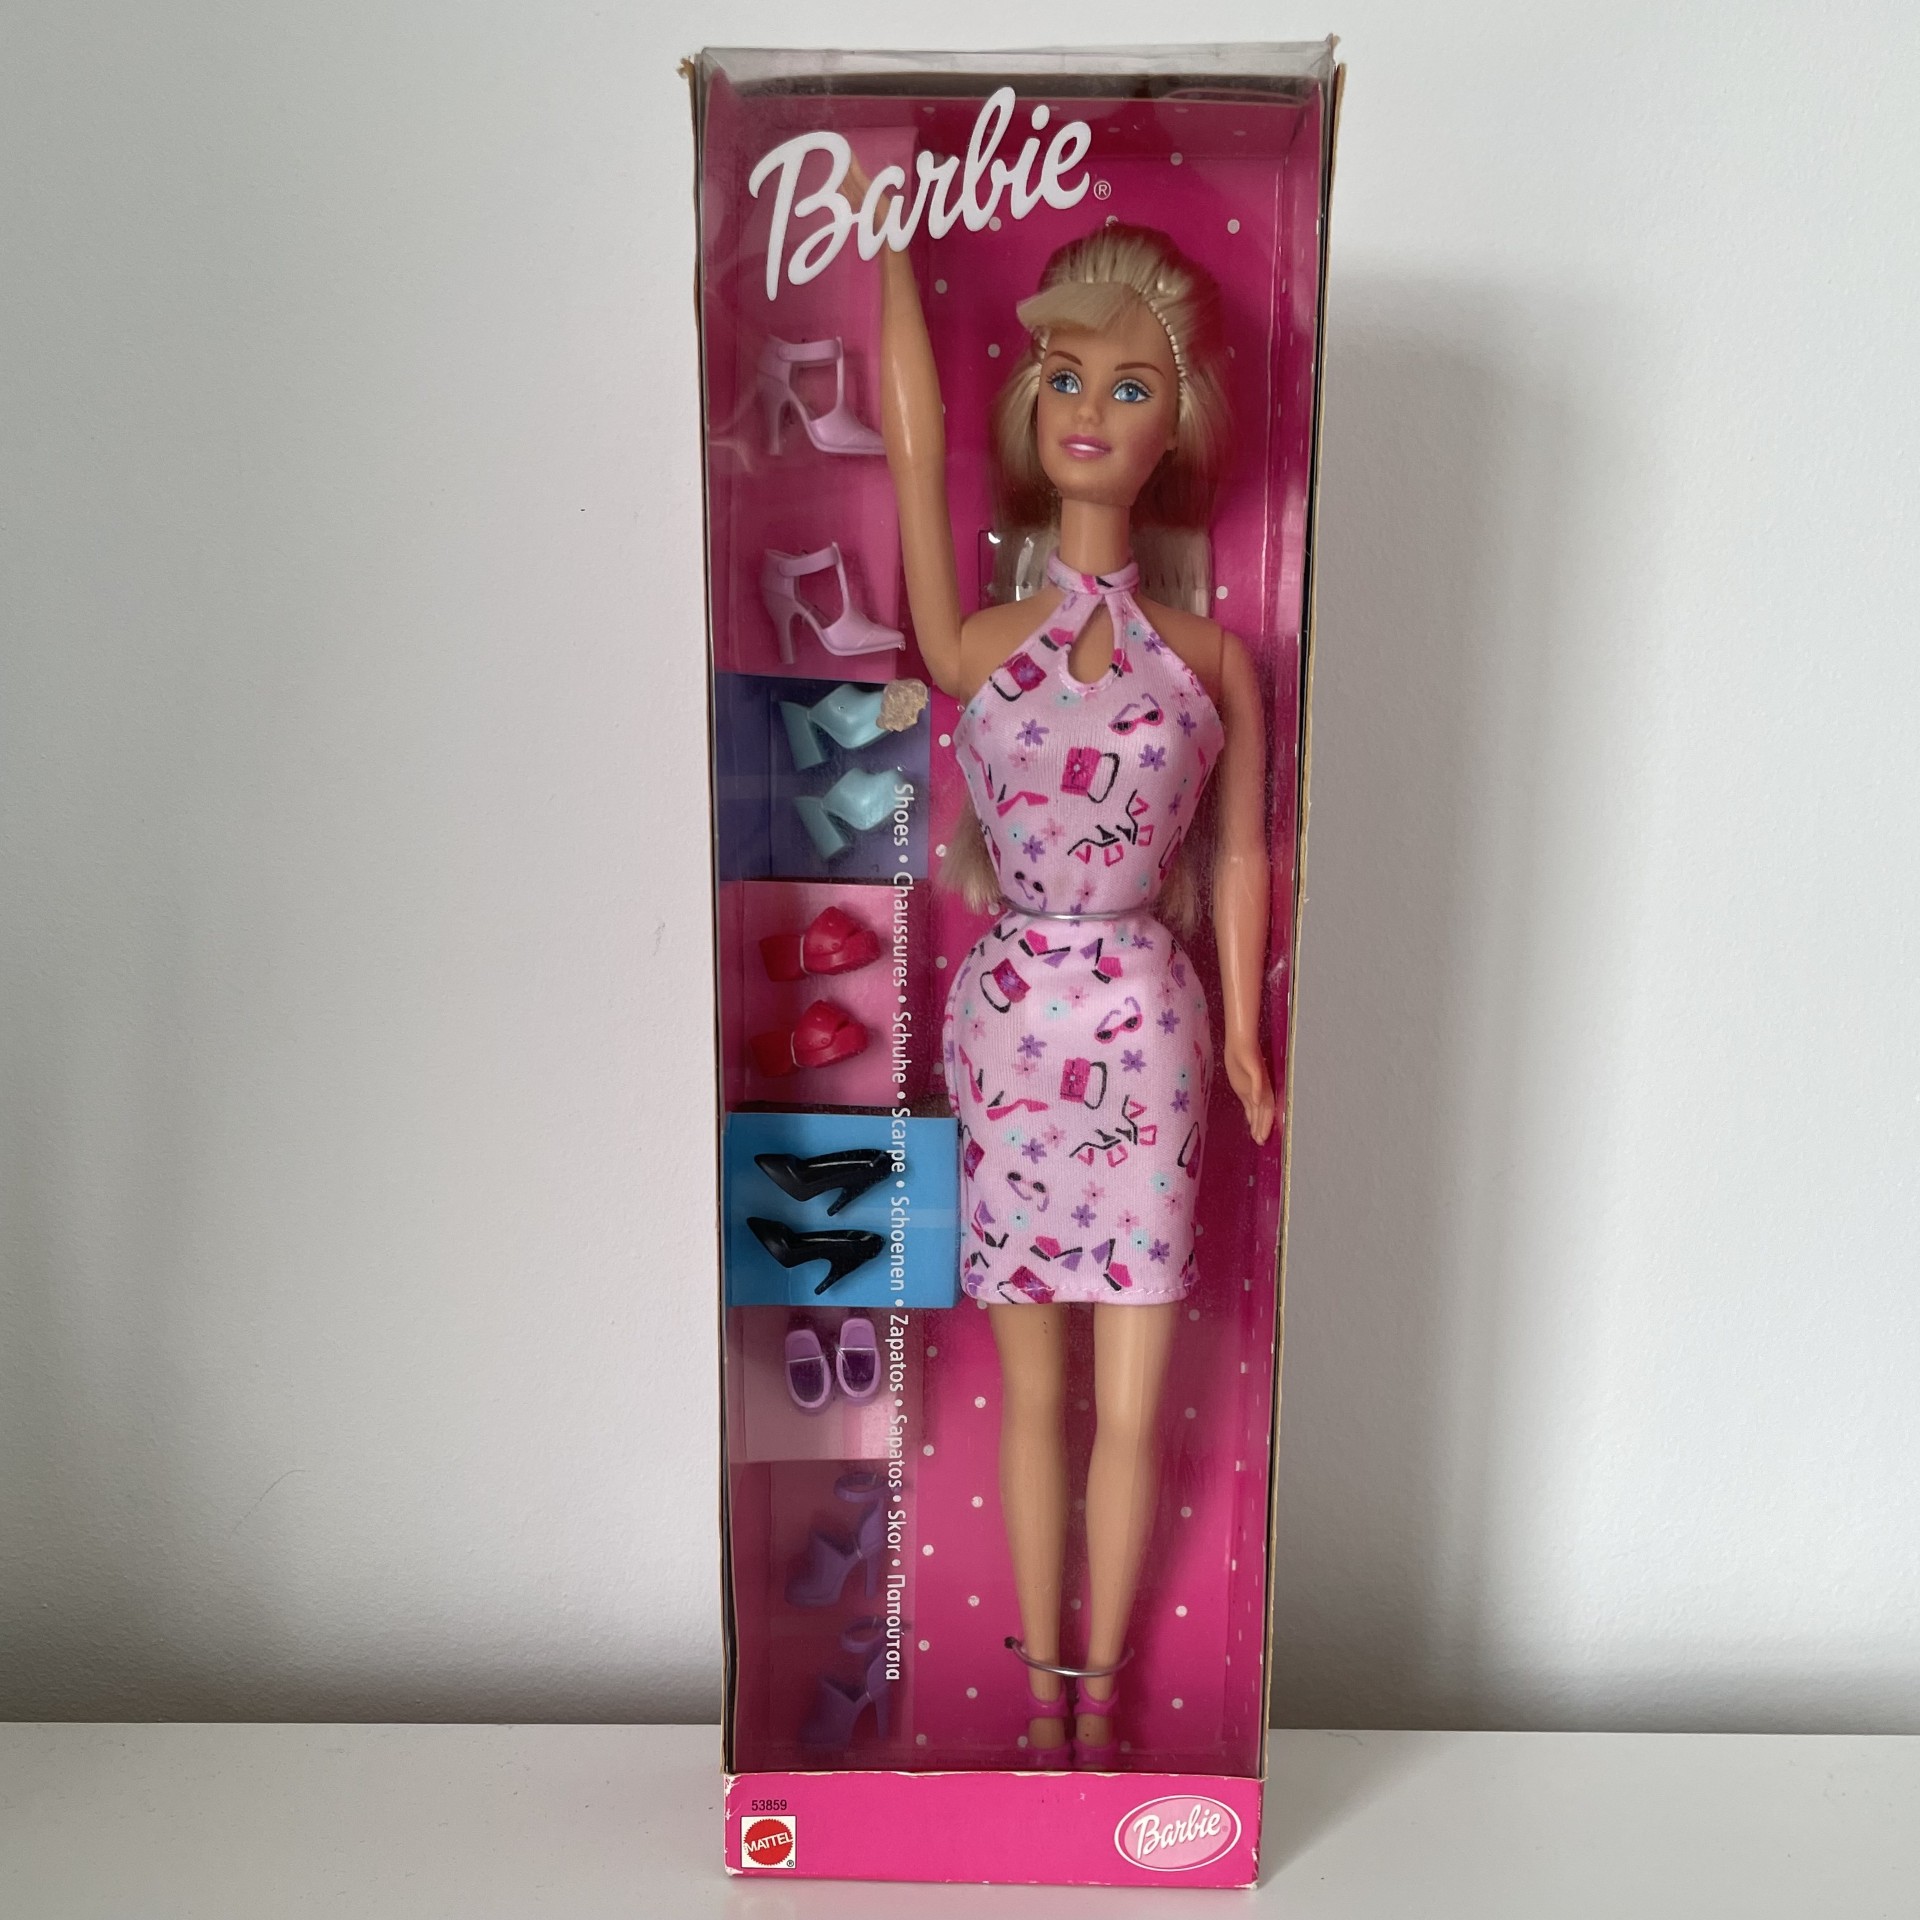 Barbie®
Shoes • Chaussures • Schuhe • Scarpe • Schoenen • Zapatos • Sapatos • Skor • Παπούτσια
53859
MATTEL®
Barbie